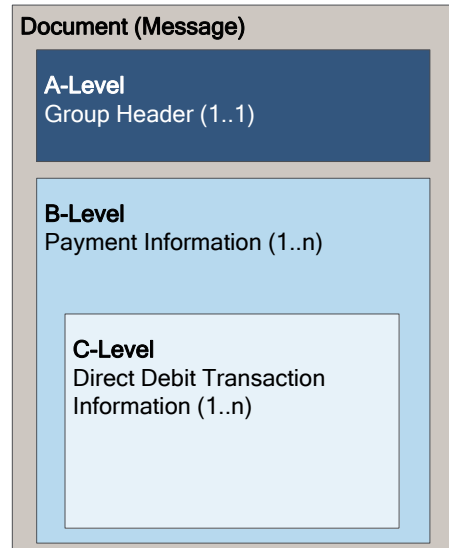 Document (Message)
A-Level
Group Header (1..1)
B-Level
Payment Information (1..n)
C-Level
Direct Debit Transaction
Information (1..n)